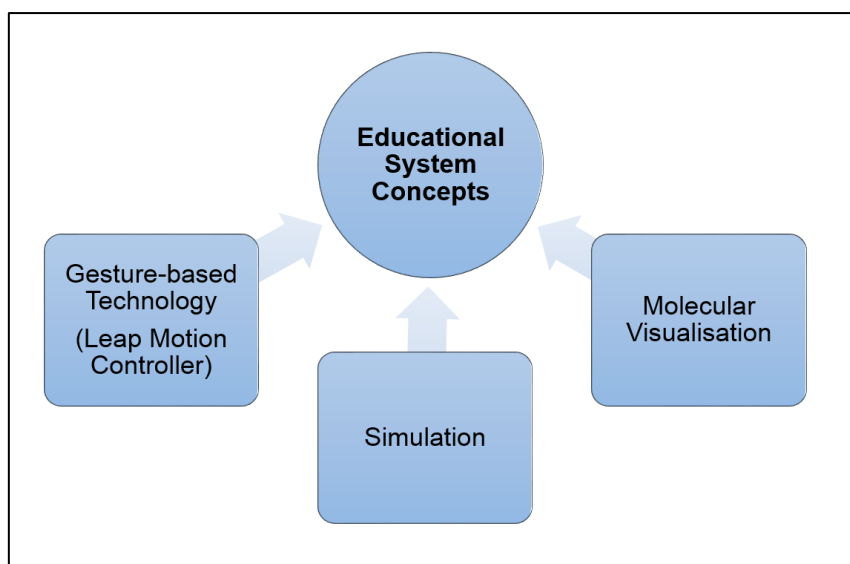 Educational
System
Concepts
Gesture-based
Technology
(Leap Motion
Controller)
Simulation
Molecular
Visualisation